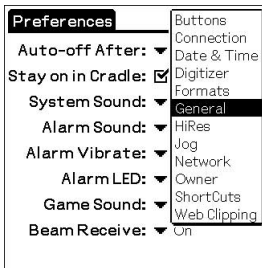 Preferences
Auto-off After:
Stay on in Cradle:
System Sound:
Alarm Sound:
Alarm Vibrate:
Alarm LED:
Game Sound:
Beam Receive: On
Buttons
Connection
Date & Time
Digitizer
Formats
General
HiRes
Jog
Network
Owner
ShortCuts
Web Clipping